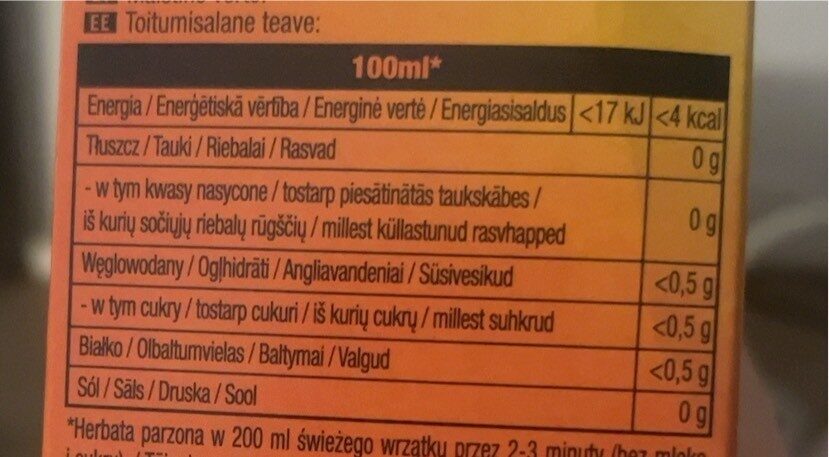 EE Toitumisalane teave:
100ml*
Energia / Enerģētiskā vērtība / Energinė vertė / Energiasisaldus <17 kJ <4 kcal
Tłuszcz / Tauki / Riebalai / Rasvad 0 g
- w tym kwasy nasycone / tostarp piesātinātās taukskābes /
iš kurių sočiųjų riebalų rūgščių / millest küllastunud rasvhapped 0 g
Węglowodany / Ogļhidrāti / Angliavandeniai / Süsivesikud <0,5 g
- w tym cukry / tostarp cukuri / iš kurių cukrų / millest suhkrud <0,5 g
Białko / Olbaltumvielas / Baltymai / Valgud <0,5 g
Sól / Sāls / Druska / Sool 0 g
*Herbata parzona w 200 ml świeżego wrzątku przez 2-3 minuty (bez mleka